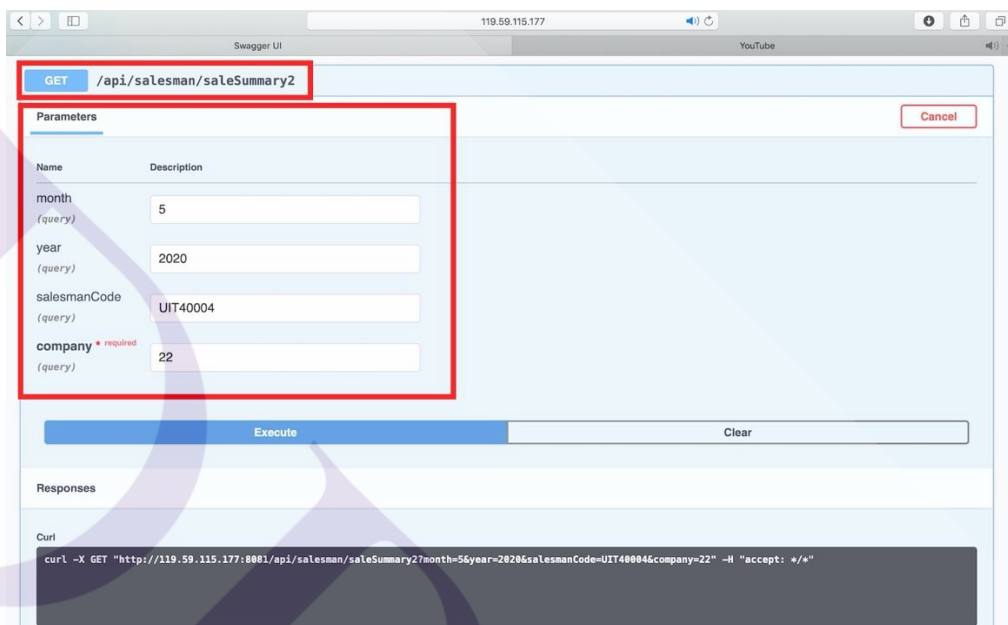 119.59.115.177
Swagger UI
YouTube
GET /api/salesman/saleSummary2
Parameters
Cancel
Name Description
month
(query)
5
year
(query)
2020
salesmanCode
(query)
UIT40004
company * required
(query)
22
Execute
Clear
Responses
Curl
curl -X GET "http://119.59.115.177:8081/api/salesman/saleSummary2?month=5&year=2020&salesmanCode=UIT40004&company=22" -H "accept: */*"